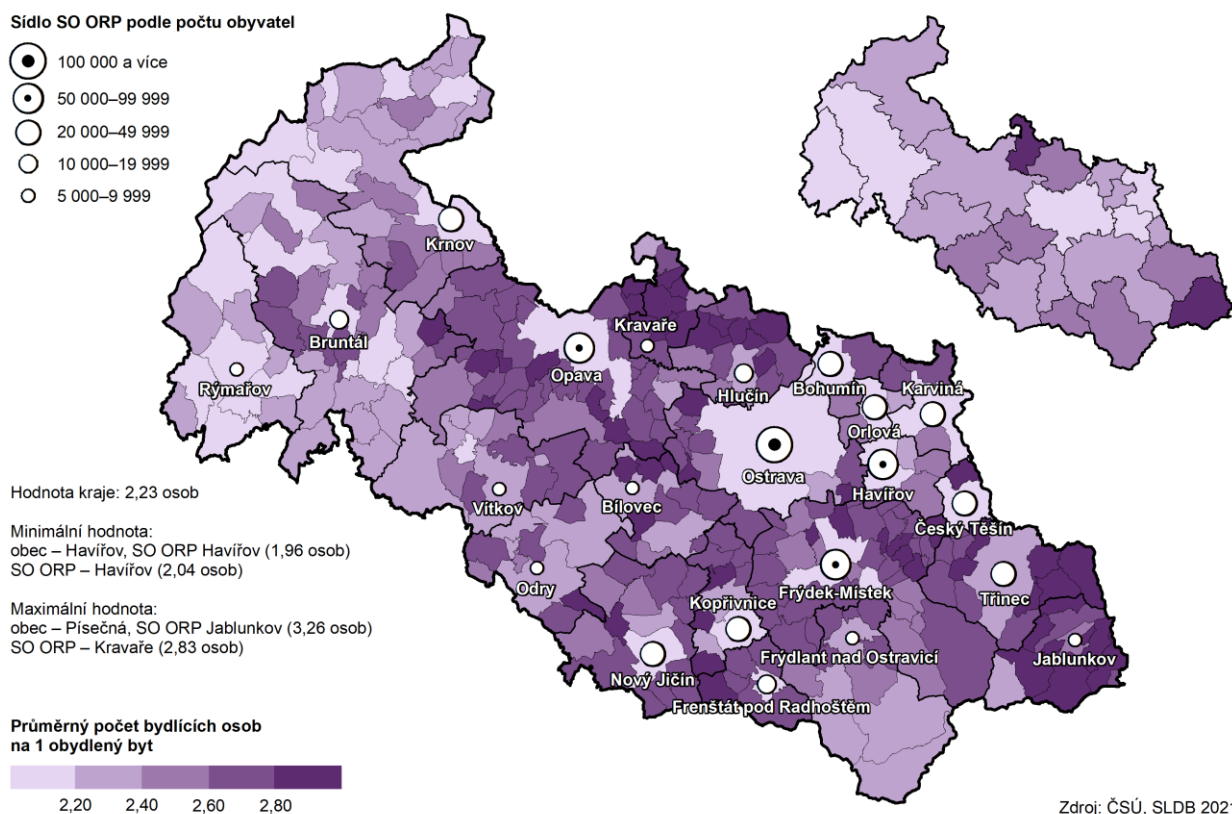 Sídlo SO ORP podle počtu obyvatel
100 000 a více
50 000–99 999
20 000–49 999
10 000–19 999
5 000–9 999
Krnov
Bruntál
Rýmařov
Opava
Kravaře
Hlučín
Bohumín
Karviná
Orlová
Ostrava
Havířov
Český Těšín
Vítkov
Bílovec
Odry
Kopřivnice
Frýdek-Místek
Třinec
Nový Jičín
Frýdlant nad Ostravicí
Jablunkov
Frenštát pod Radhoštěm
Hodnota kraje: 2,23 osob
Minimální hodnota:
obec – Havířov, SO ORP Havířov (1,96 osob)
SO ORP – Havířov (2,04 osob)
Maximální hodnota:
obec – Písečná, SO ORP Jablunkov (3,26 osob)
SO ORP – Kravaře (2,83 osob)
Průměrný počet bydlících osob
na 1 obydlený byt
2,20 2,40 2,60 2,80
Zdroj: ČSÚ, SLDB 2021